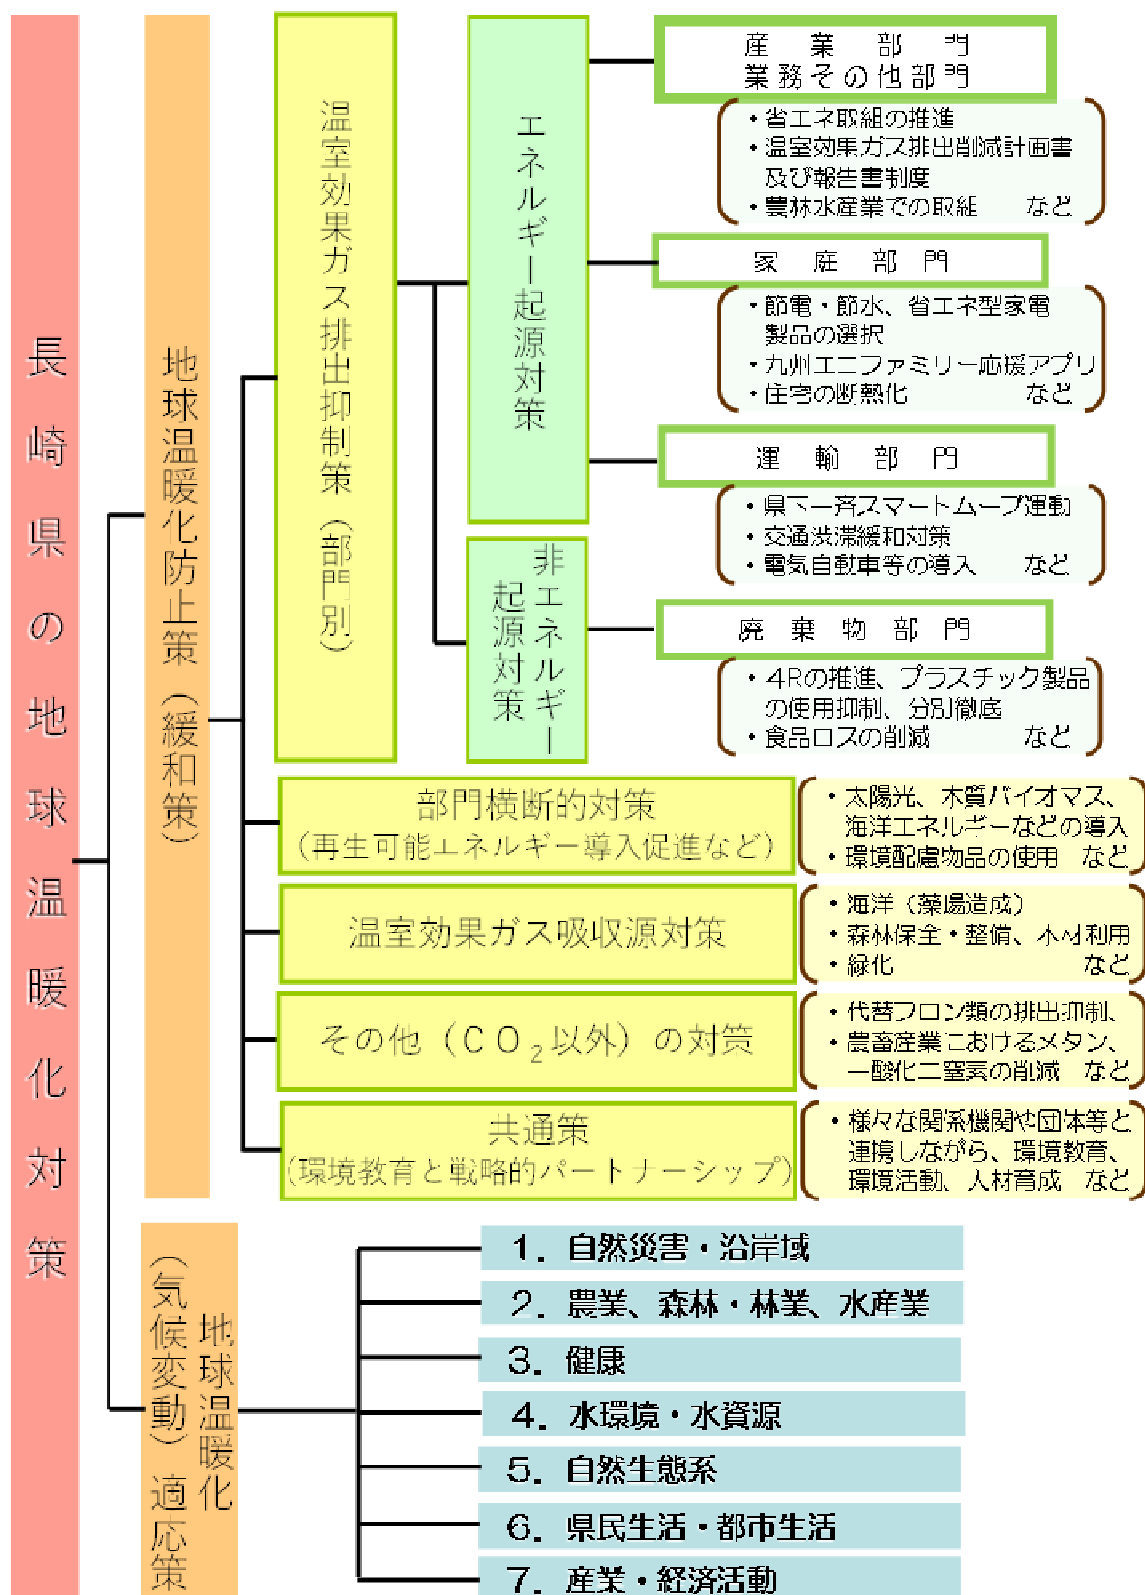 長崎県の地球温暖化対策
地球温暖化防止策（緩和策）
温室効果ガス排出抑制策（部門別）
エネルギー起源対策
産業部門
業務その他部門
・省エネ取組の推進
・温室効果ガス排出削減計画書
及び報告書制度
・農林水産業での取組　など
家庭部門
・節電・節水、省エネ型家電
製品の選択
・九州エコファミリー応援アプリ
・住宅の断熱化　など
運輸部門
・県下一斉スマートムーブ運動
・交通渋滞緩和対策
・電気自動車等の導入　など
非エネルギー
起源対策
廃棄物部門
・4Rの推進、プラスチック製品
の使用抑制、分別徹底
・食品ロスの削減　など
部門横断的対策
（再生可能エネルギー導入促進など）
・太陽光、木質バイオマス、
海洋エネルギーなどの導入
・環境配慮物品の使用　など
温室効果ガス吸収源対策
・海洋（藻場造成）
・森林保全・整備、木材利用
・緑化　など
その他（CO₂以外）の対策
・代替フロン類の排出抑制、
・農畜産業におけるメタン、
一酸化二窒素の削減　など
共通策
（環境教育と戦略的パートナーシップ）
・様々な関係機関や団体等と
連携しながら、環境教育、
環境活動、人材育成　など
地球温暖化
（気候変動）適応策
1．自然災害・沿岸域
2．農業、森林・林業、水産業
3．健康
4．水環境・水資源
5．自然生態系
6．県民生活・都市生活
7．産業・経済活動